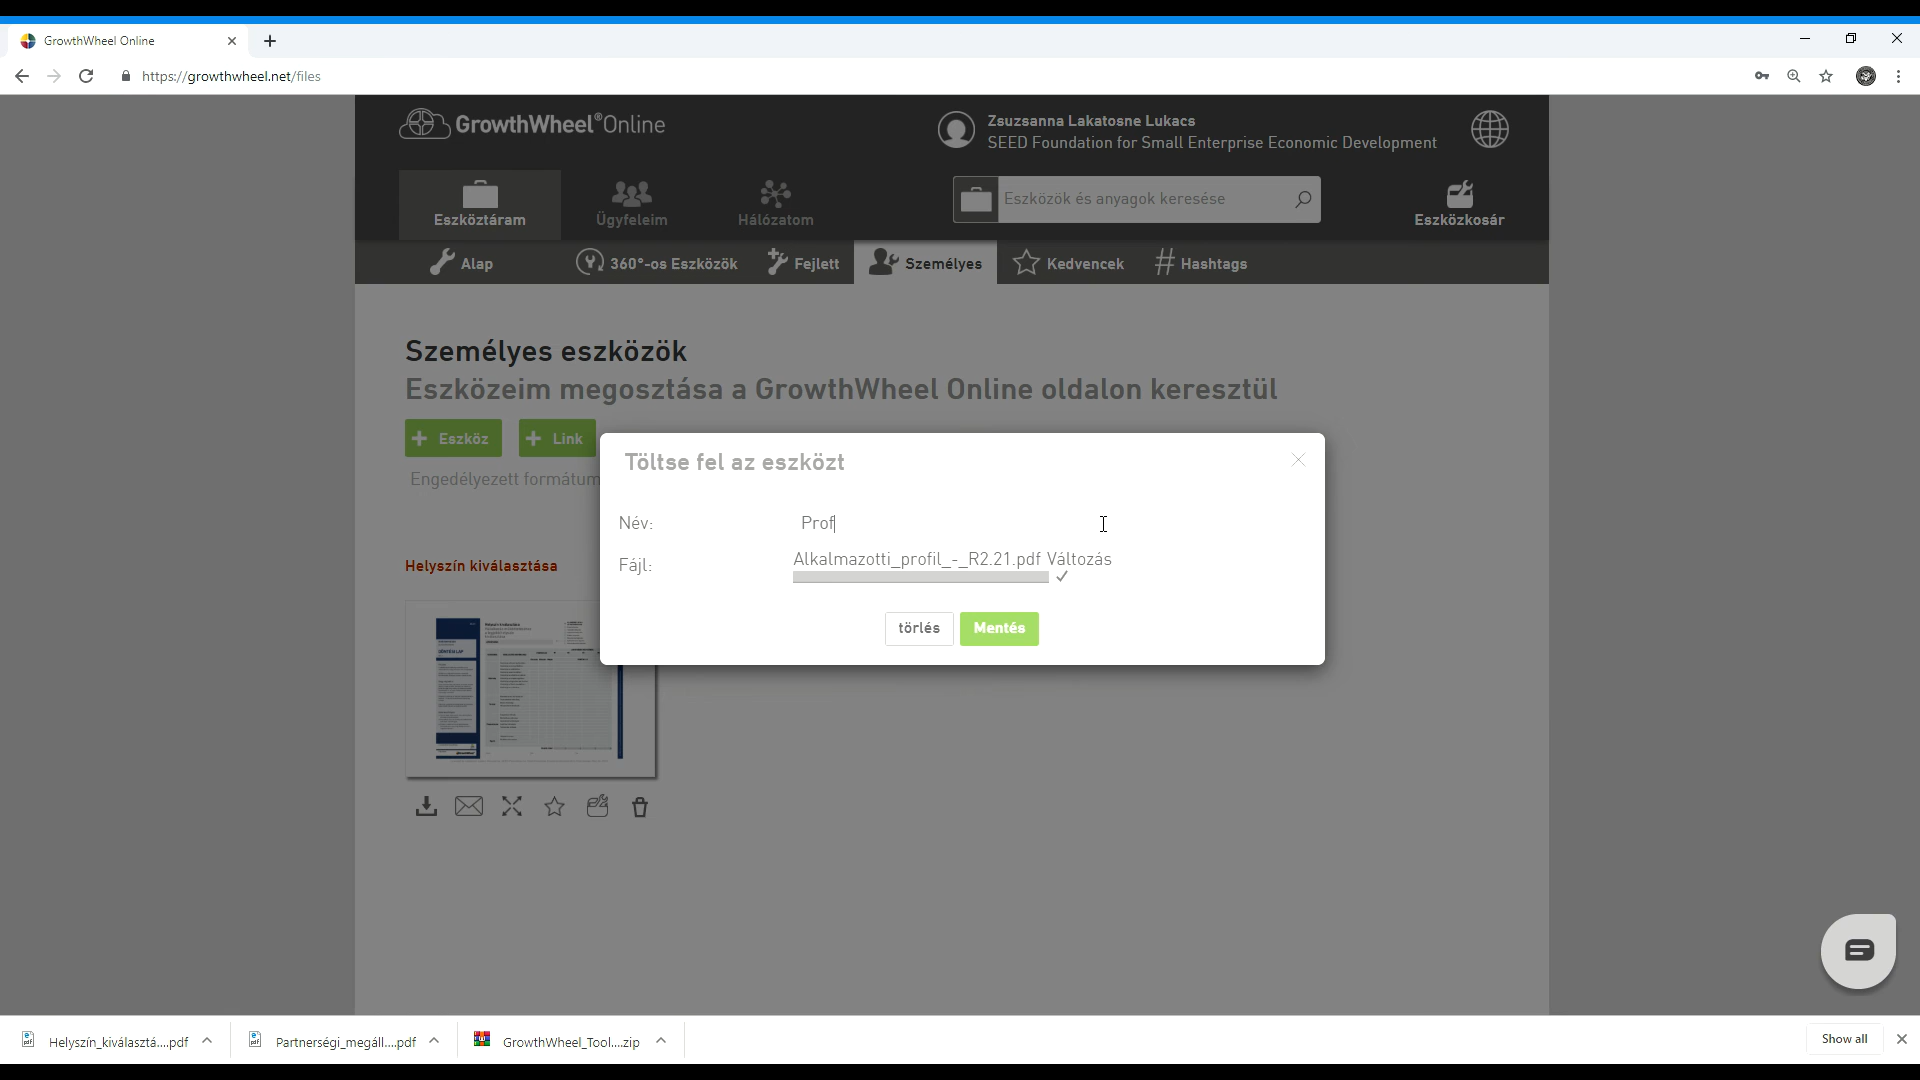 GrowthWheel Online
https://growthwheel.net/files
GrowthWheel®Online
Zsuzsanna Lakatosne Lukacs
SEED Foundation for Small Enterprise Economic Development
Eszköztáram
Ügyfeleim
Hálózatom
Eszközök és anyagok keresése
Eszközkosár
Alap
360°-os Eszközök
Fejlett
Személyes
Kedvencek
Hashtags
Személyes eszközök
Eszközeim megosztása a GrowthWheel Online oldalon keresztül
+ Eszköz
+ Link
Engedélyezett formátum
Töltse fel az eszközt
Név:
Prof
Fájl:
Alkalmazotti_profil_-_R2.21.pdf Változás
törlés
Mentés
Helyszín kiválasztása
Helyszín_kiválasztá....pdf
Partnerségi_megáll....pdf
GrowthWheel_Tool....zip
Show all